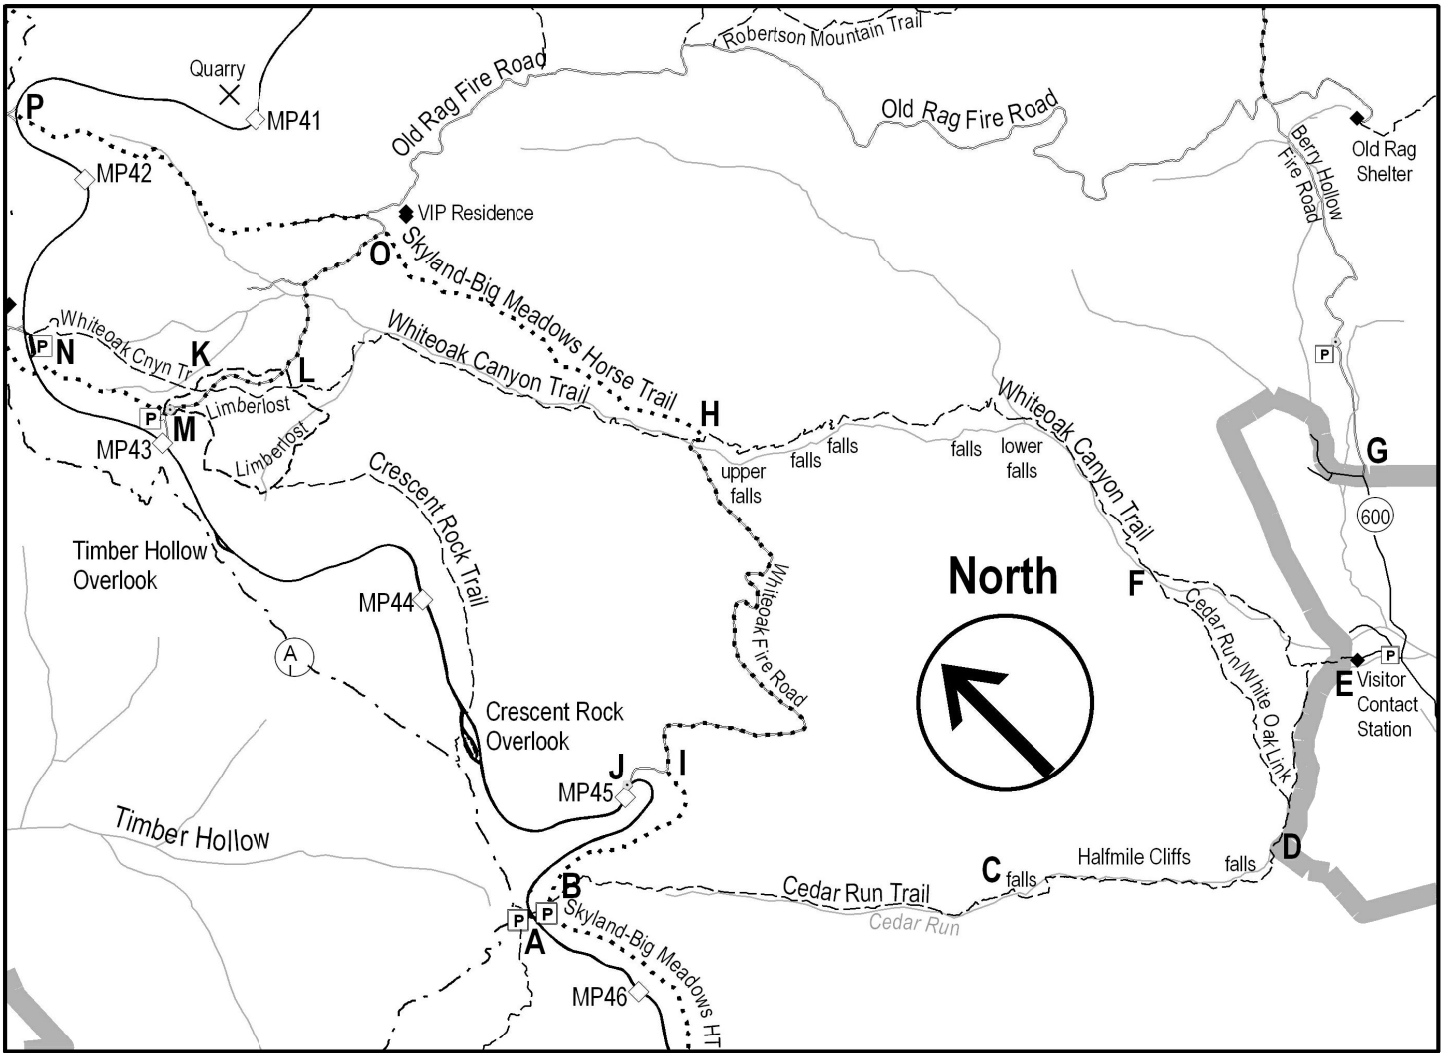 Robertson Mountain Trail
Quarry
Old Rag Fire Road
Old Rag Fire Road
P
MP41
MP42
Berry Hollow
Fire Road
Old Rag
Shelter
VIP Residence
O
Skyland-Big Meadows Horse Trail
Whiteoak Cnyn Tr
P
N
K
L
Whiteoak Canyon Trail
P
Limberlost
M
MP43
Limberlost
H
Whiteoak Canyon Trail
P
upper
falls
falls
falls
falls
lower
falls
G
600
Crescent Rock Trail
Timber Hollow
Overlook
MP44
A
Whiteoak Fire Road
North
F
Cedar Run/White Oak Link
P
E
Visitor
Contact
Station
Crescent Rock
Overlook
J
I
MP45
Timber Hollow
B
Cedar Run Trail
Cedar Run
C
falls
Halfmile Cliffs
falls
D
P
P
A
Skyland-Big Meadows HT
MP46